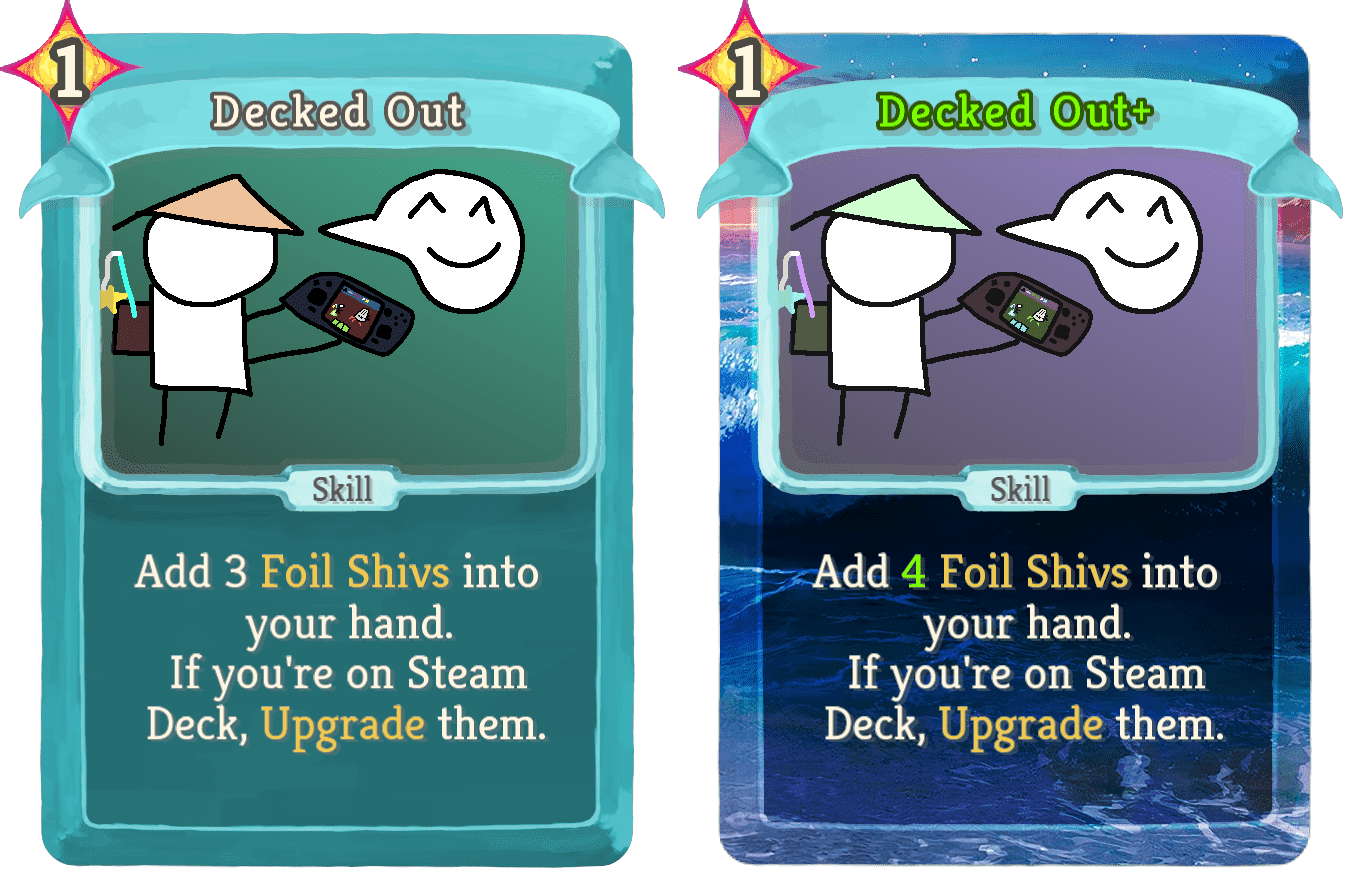 1
Decked Out
Skill
Add 3 Foil Shivs into
your hand.
If you're on Steam
Deck, Upgrade them.
1
Decked Out+
Skill
Add 4 Foil Shivs into
your hand.
If you're on Steam
Deck, Upgrade them.